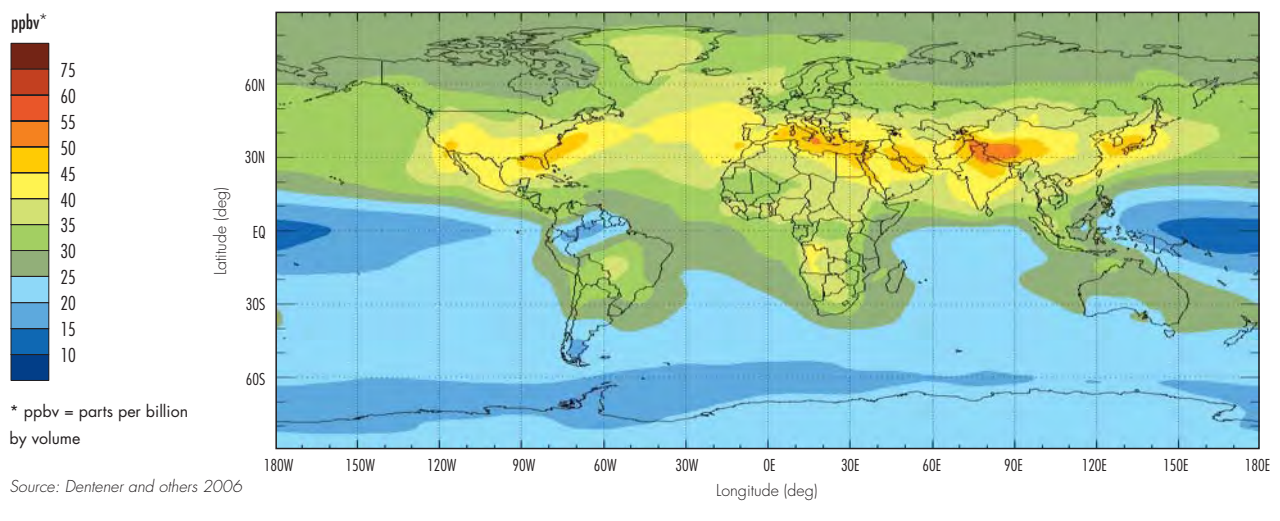 ppbv*
75
60
55
50
45
40
35
30
25
20
15
10
* ppbv = parts per billion
by volume
Source: Dentener and others 2006
Latitude (deg)
60N
30N
EQ
30S
60S
180W 150W 120W 90W 60W 30W 0E 30E 60E 90E 120E 150E 180E
Longitude (deg)